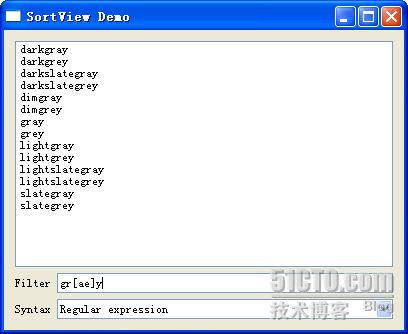 SortView Demo
darkgray
darkgrey
darkslategray
darkslategrey
dimgray
dimgrey
gray
grey
lightgray
lightgrey
lightslategray
lightslategrey
slategray
slategrey
Filter gr[ae]y
51CTO.com
Syntax Regular expression
技术博客 Blog